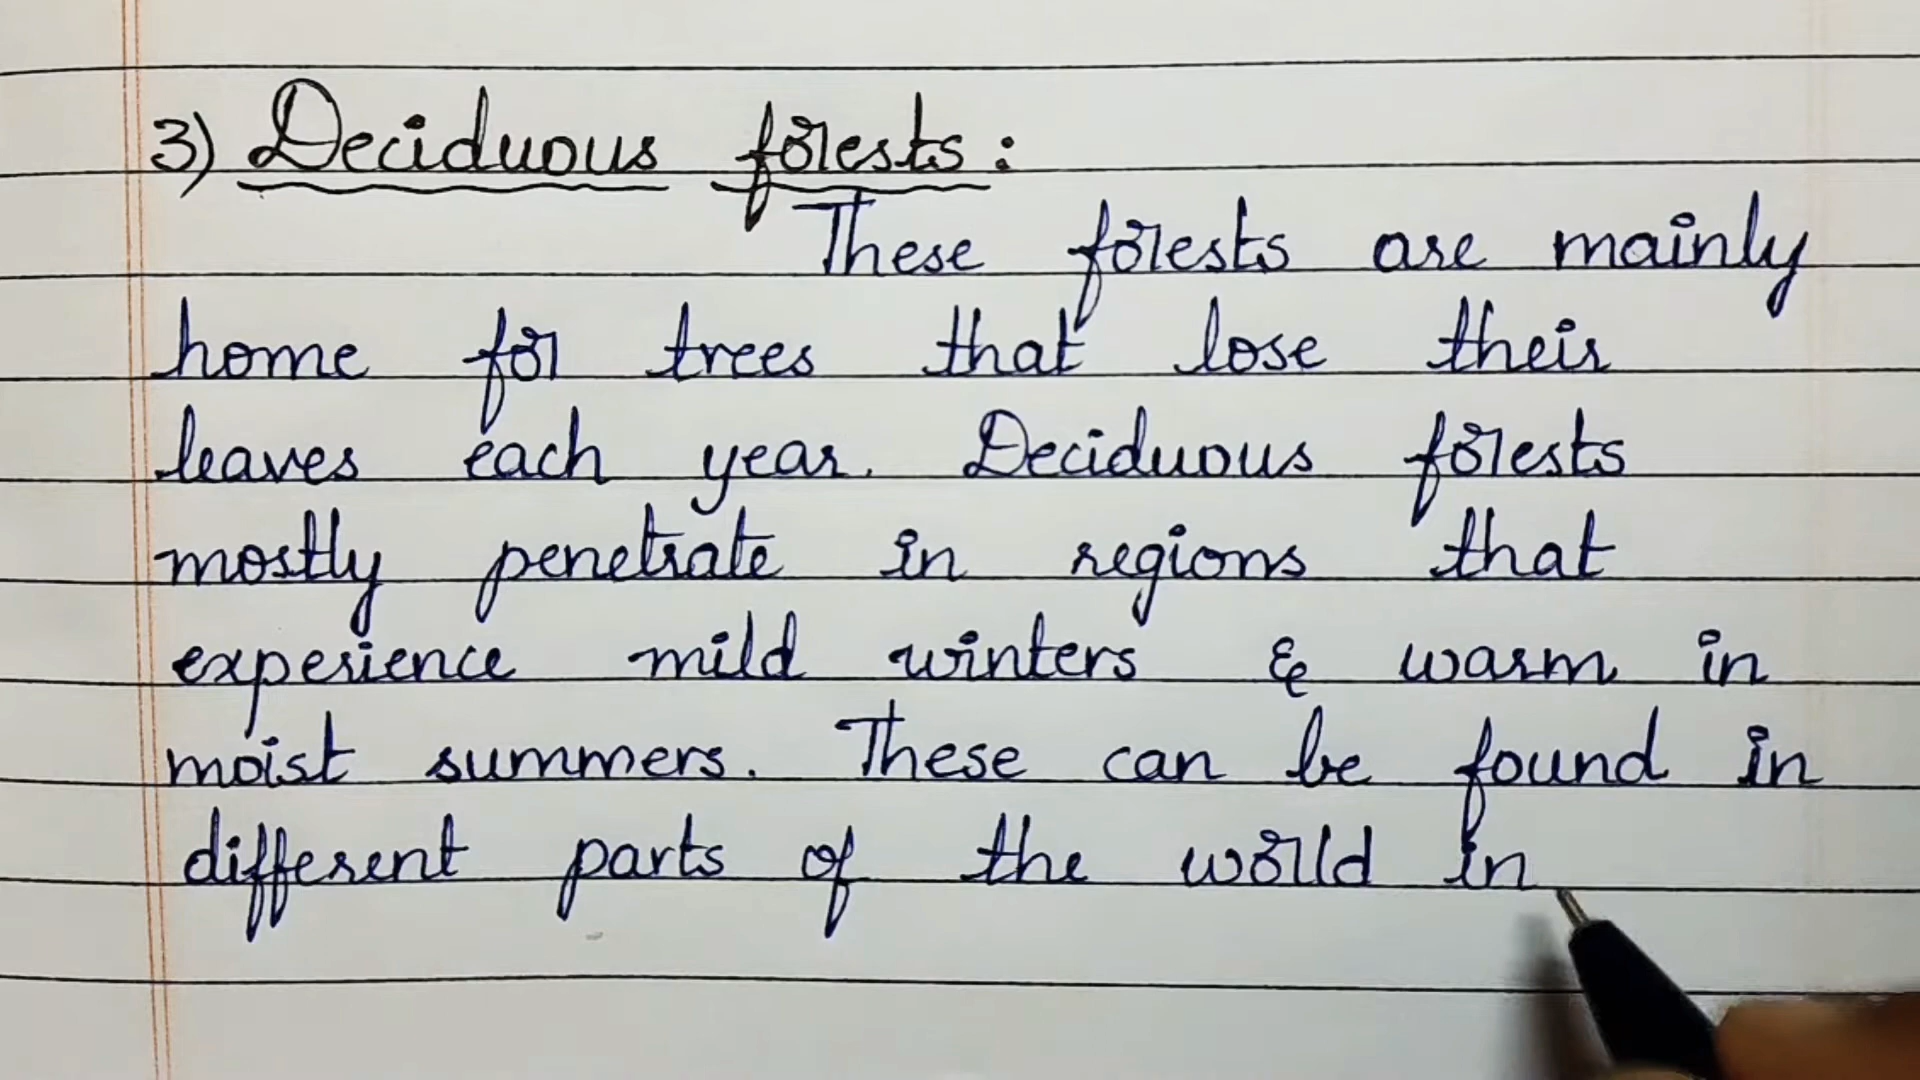 3) Deciduous forests:
These forests are mainly
home for trees that lose their
leaves each year. Deciduous forests
mostly penetrate in regions that
experience mild winters & warm in
moist summers. These can be found in
different parts of the world in